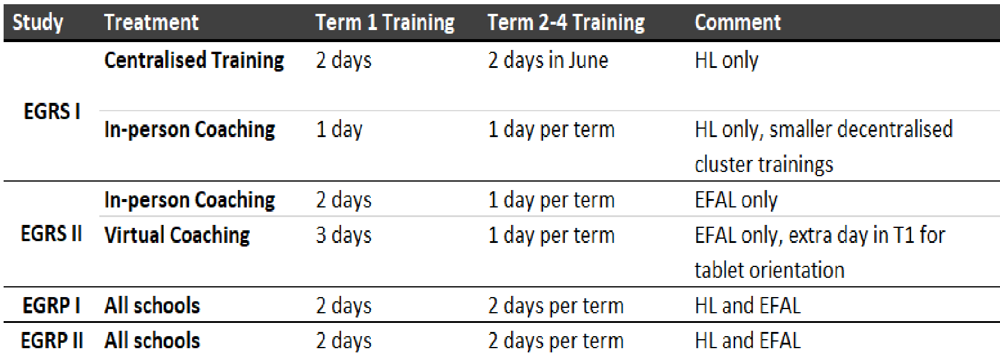 Study Treatment Term 1 Training Term 2-4 Training Comment
Centralised Training 2 days 2 days in June HL only
EGRS I
In-person Coaching 1 day 1 day per term HL only, smaller decentralised
cluster trainings
In-person Coaching 2 days 1 day per term EFAL only
EGRS II Virtual Coaching 3 days 1 day per term EFAL only, extra day in T1 for
tablet orientation
EGRP I All schools 2 days 2 days per term HL and EFAL
EGRP II All schools 2 days 2 days per term HL and EFAL